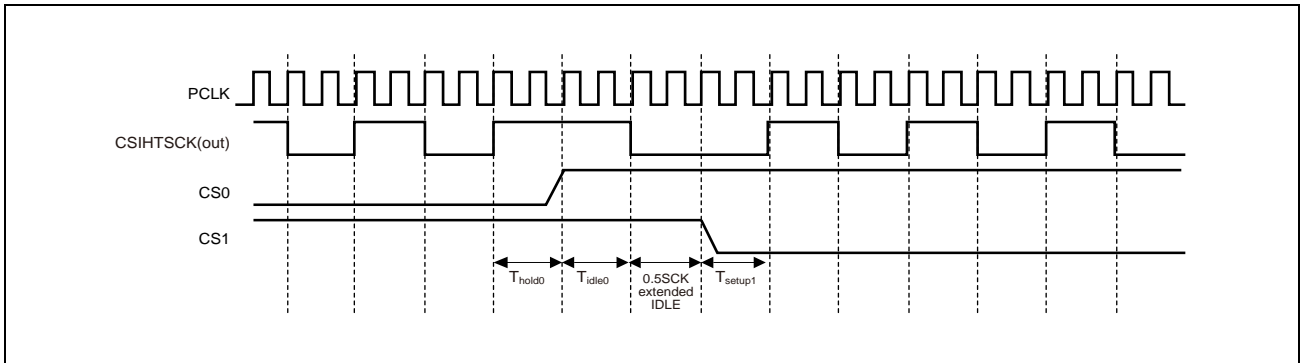 PCLK
CSIHTSCK(out)
CS0
CS1
Thold0
Tidle0
0.5SCK
extended
IDLE
Tsetup1